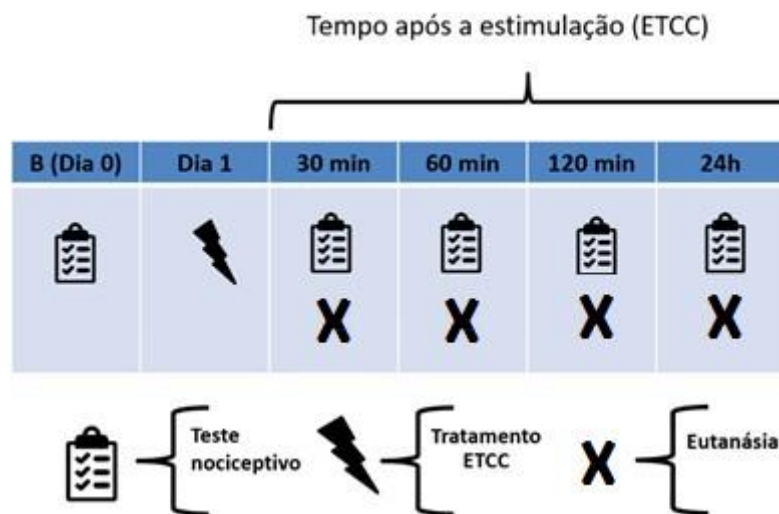 Tempo após a estimulação (ETCC)
B (Dia 0) Dia 1 30 min 60 min 120 min 24h
X X X X
Teste
nociceptivo
Tratamento
ETCC
X
Eutanásia